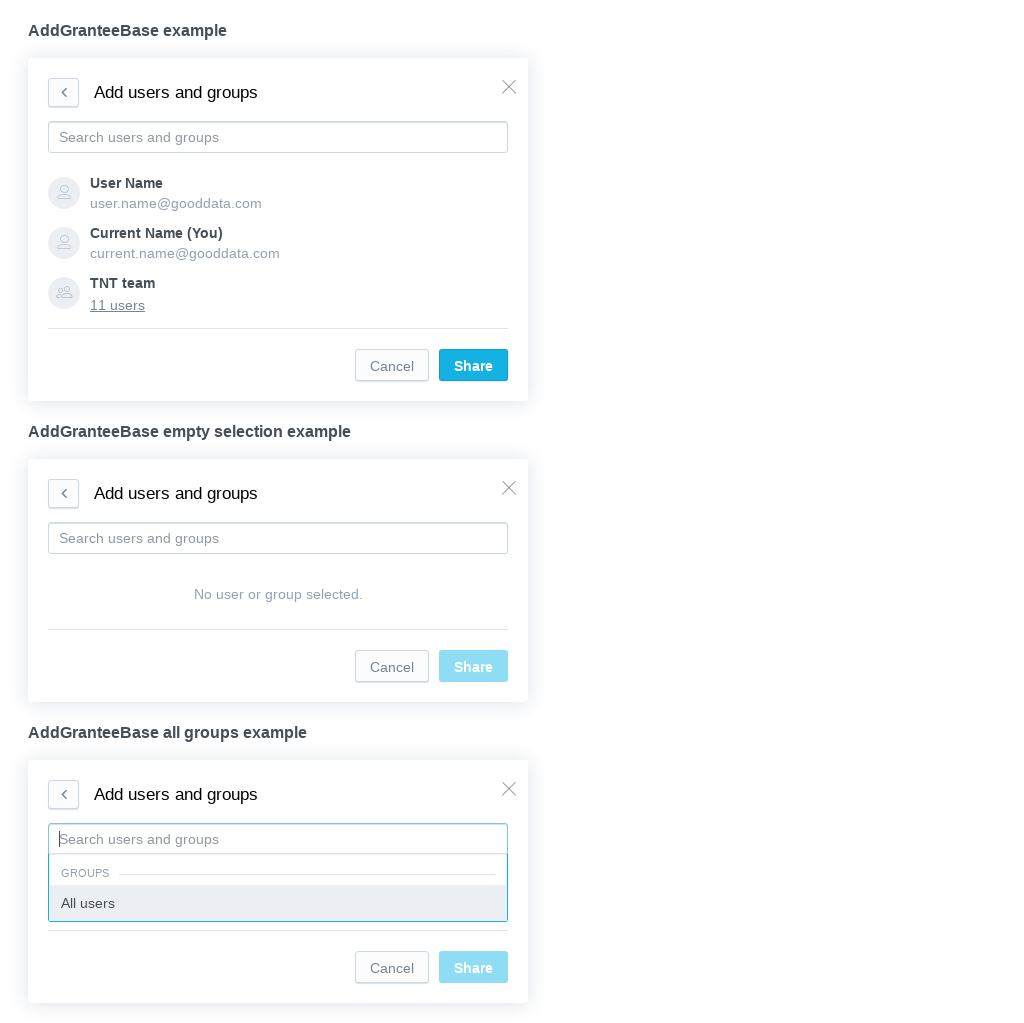 AddGranteeBase example
Add users and groups
Search users and groups
User Name
user.name@gooddata.com
Current Name (You)
current.name@gooddata.com
TNT team
11 users
Cancel Share
AddGranteeBase empty selection example
Add users and groups
Search users and groups
No user or group selected.
Cancel Share
AddGranteeBase all groups example
Add users and groups
Search users and groups
GROUPS
All users
Cancel Share